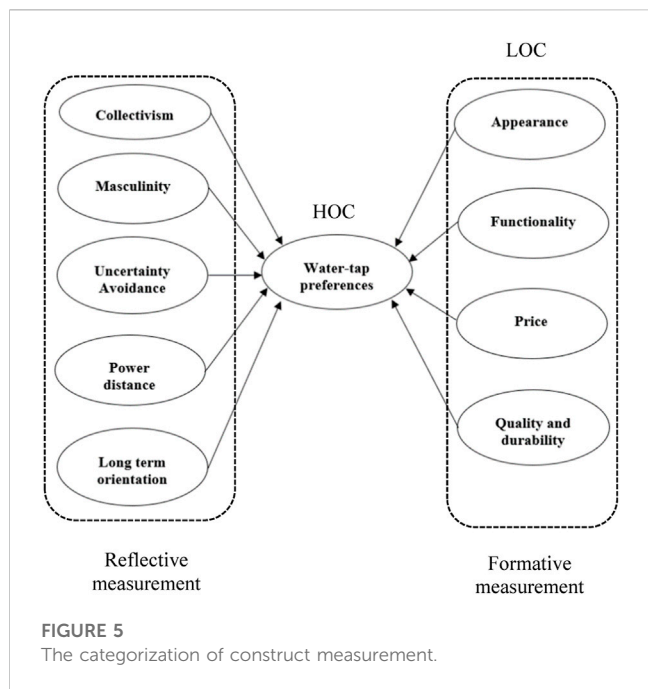 LOC
HOC
Collectivism
Masculinity
Uncertainty
Avoidance
Power
distance
Long term
orientation
Water-tap
preferences
Appearance
Functionality
Price
Quality and
durability
Reflective
measurement
Formative
measurement
FIGURE 5
The categorization of construct measurement.